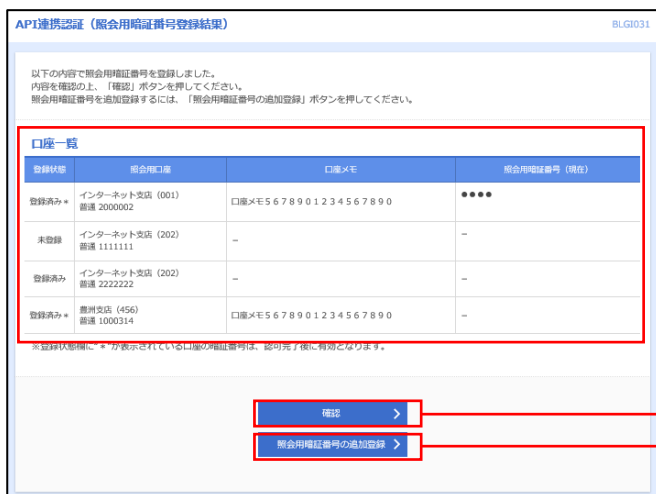 API連携認証（照会用暗証番号登録結果）
BLGI031
以下の内容で照会用暗証番号を登録しました。
内容を確認の上、「確認」ボタンを押してください。
照会用暗証番号を追加登録するには、「照会用暗証番号の追加登録」ボタンを押してください。
口座一覧
登録状態 照会用口座 口座メモ 照会用暗証番号（現在）
登録済み＊ インターネット支店（001） 口座メモ５６７８９０１２３４５６７８９０ ●●●●
普通 2000002
未登録 インターネット支店（202） － －
普通 1111111
登録済み インターネット支店（202） － －
普通 2222222
登録済み＊ 豊洲支店（456） 口座メモ５６７８９０１２３４５６７８９０ －
普通 1000314
※登録状態欄に"＊"が表示されている口座の暗証番号は、認可完了後に有効となります。
確認
照会用暗証番号の追加登録